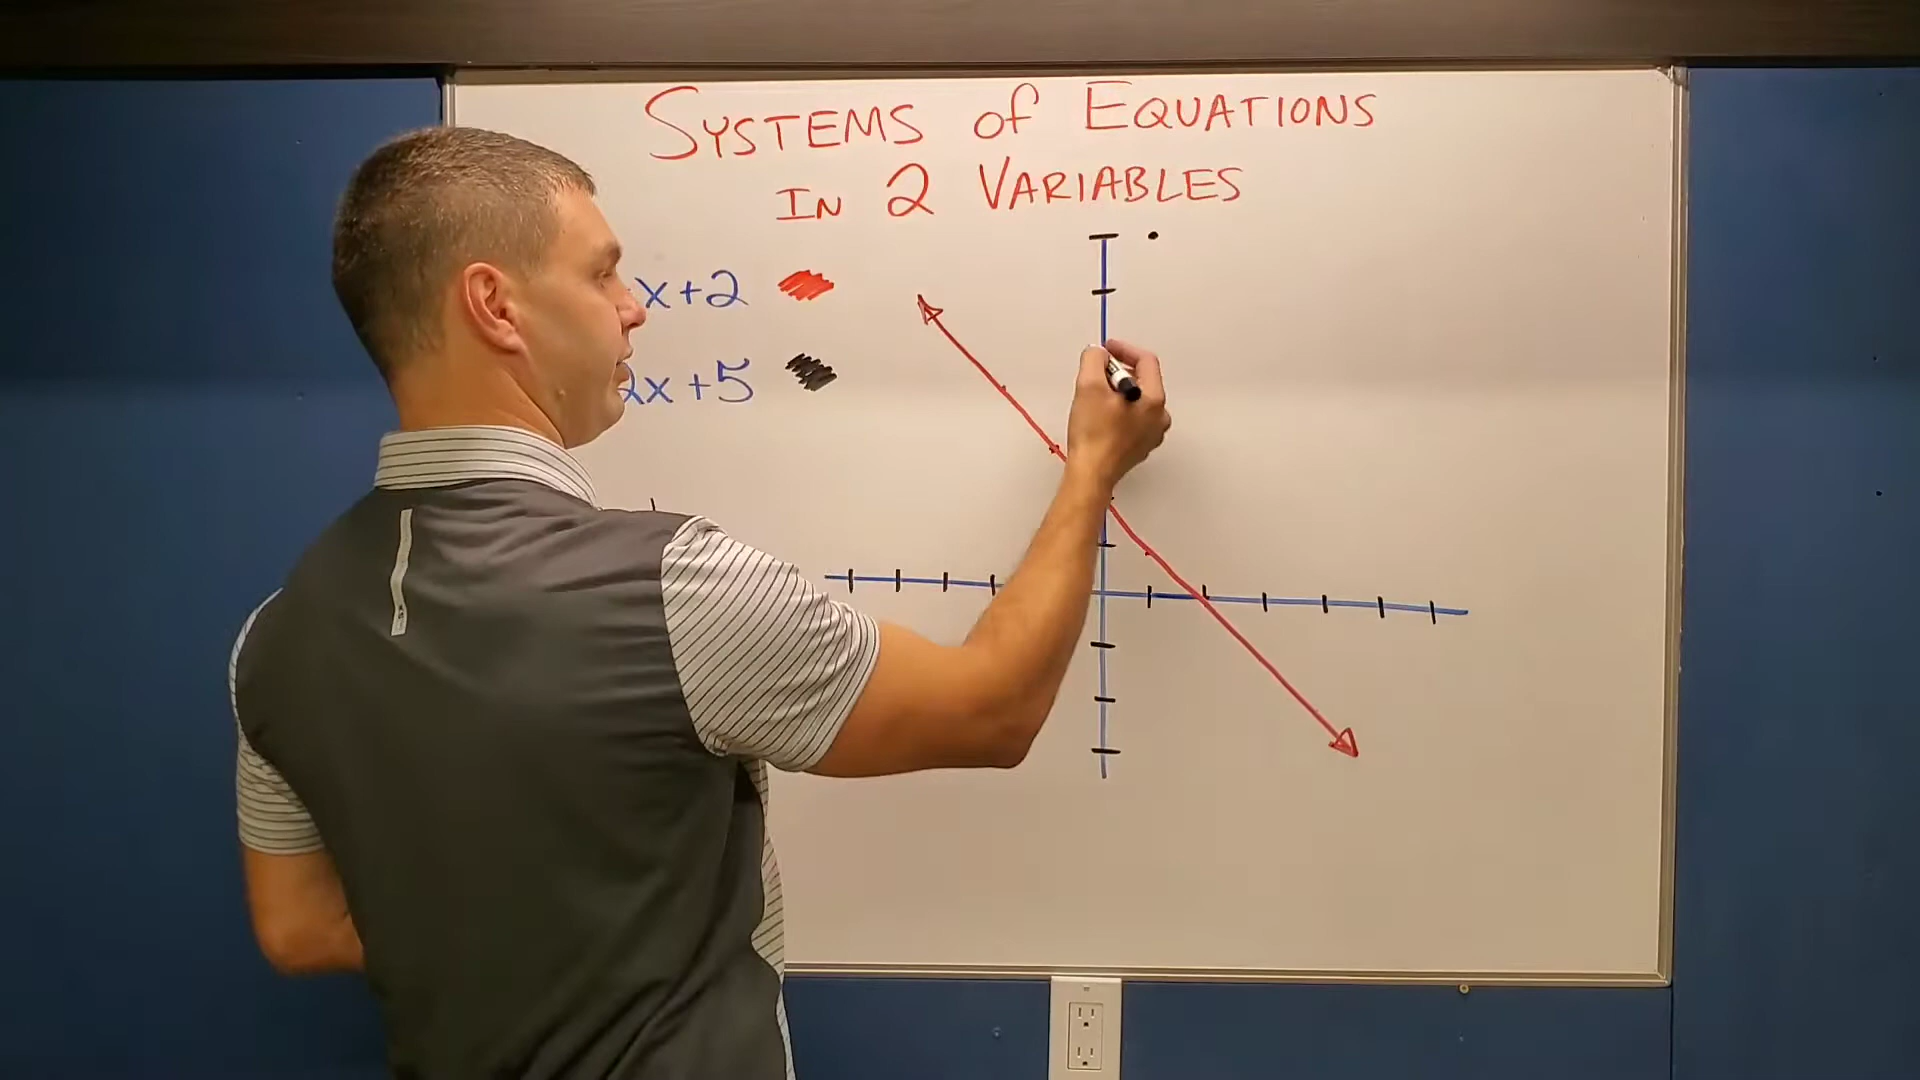 SYSTEMS of EQUATIONS
IN 2 VARIABLES
x+2
2x+5